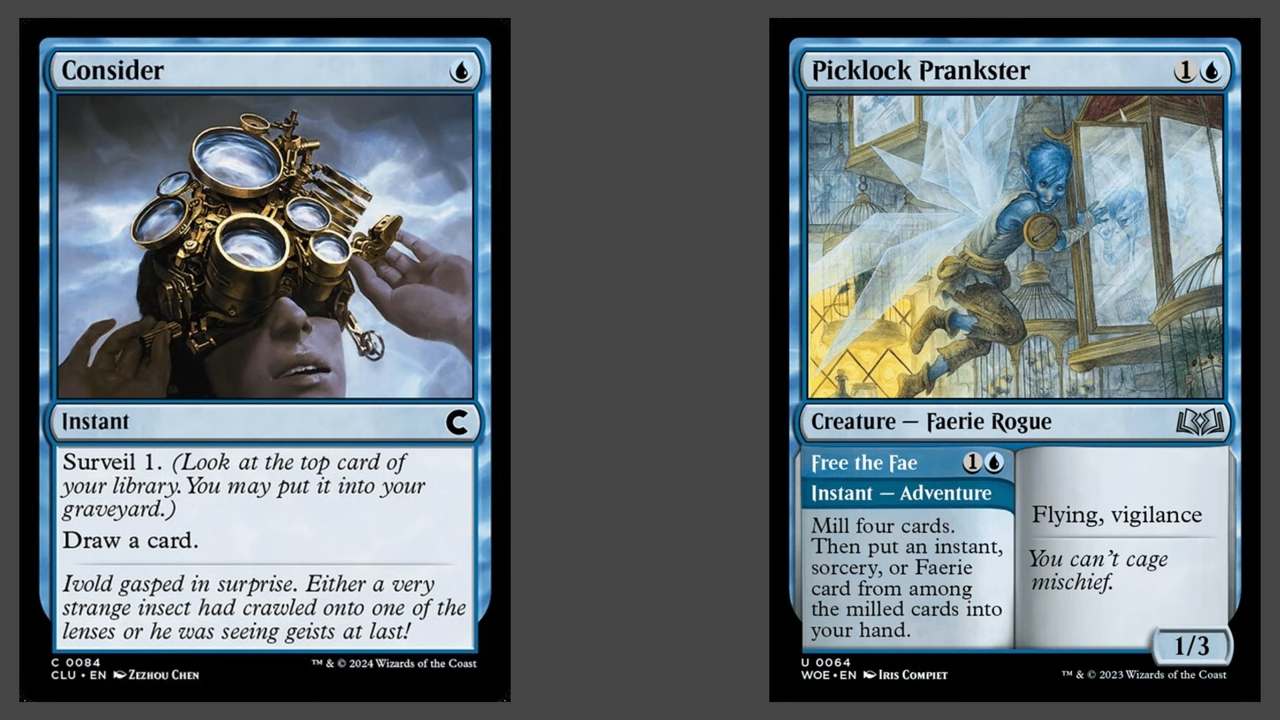 Consider
Instant
Surveil 1. (Look at the top card of
your library. You may put it into your
graveyard.)
Draw a card.
Ivold gasped in surprise. Either a very
strange insect had crawled onto one of the
lenses or he was seeing geists at last!
C 0084
CLU • EN Zezhou Chen
™ & © 2024 Wizards of the Coast
Picklock Prankster 1
Creature — Faerie Rogue
Free the Fae 1
Instant — Adventure
Mill four cards.
Then put an instant,
sorcery, or Faerie
card from among
the milled cards into
your hand.
Flying, vigilance
You can't cage
mischief.
1/3
U 0064
WOE • EN Iris Compiet
™ & © 2023 Wizards of the Coast